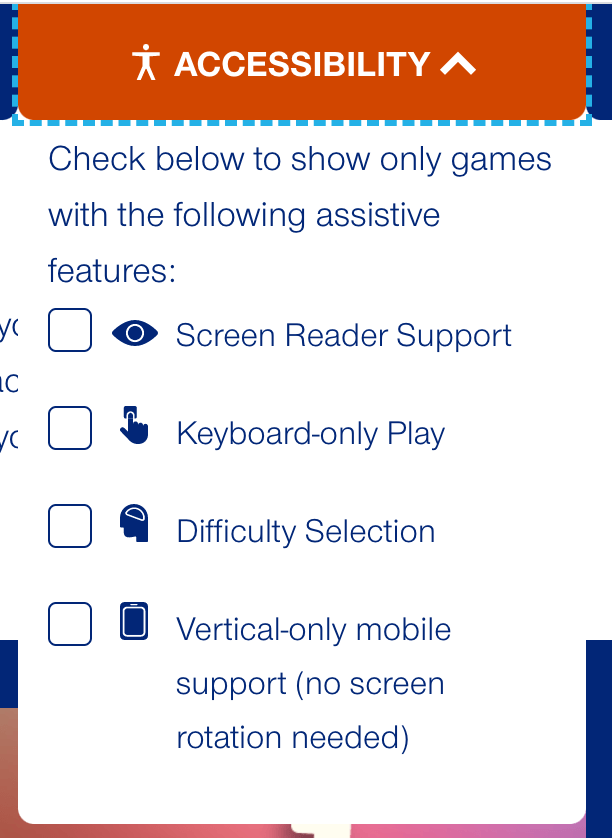 ACCESSIBILITY
Check below to show only games
with the following assistive
features:
Screen Reader Support
Keyboard-only Play
Difficulty Selection
Vertical-only mobile
support (no screen
rotation needed)